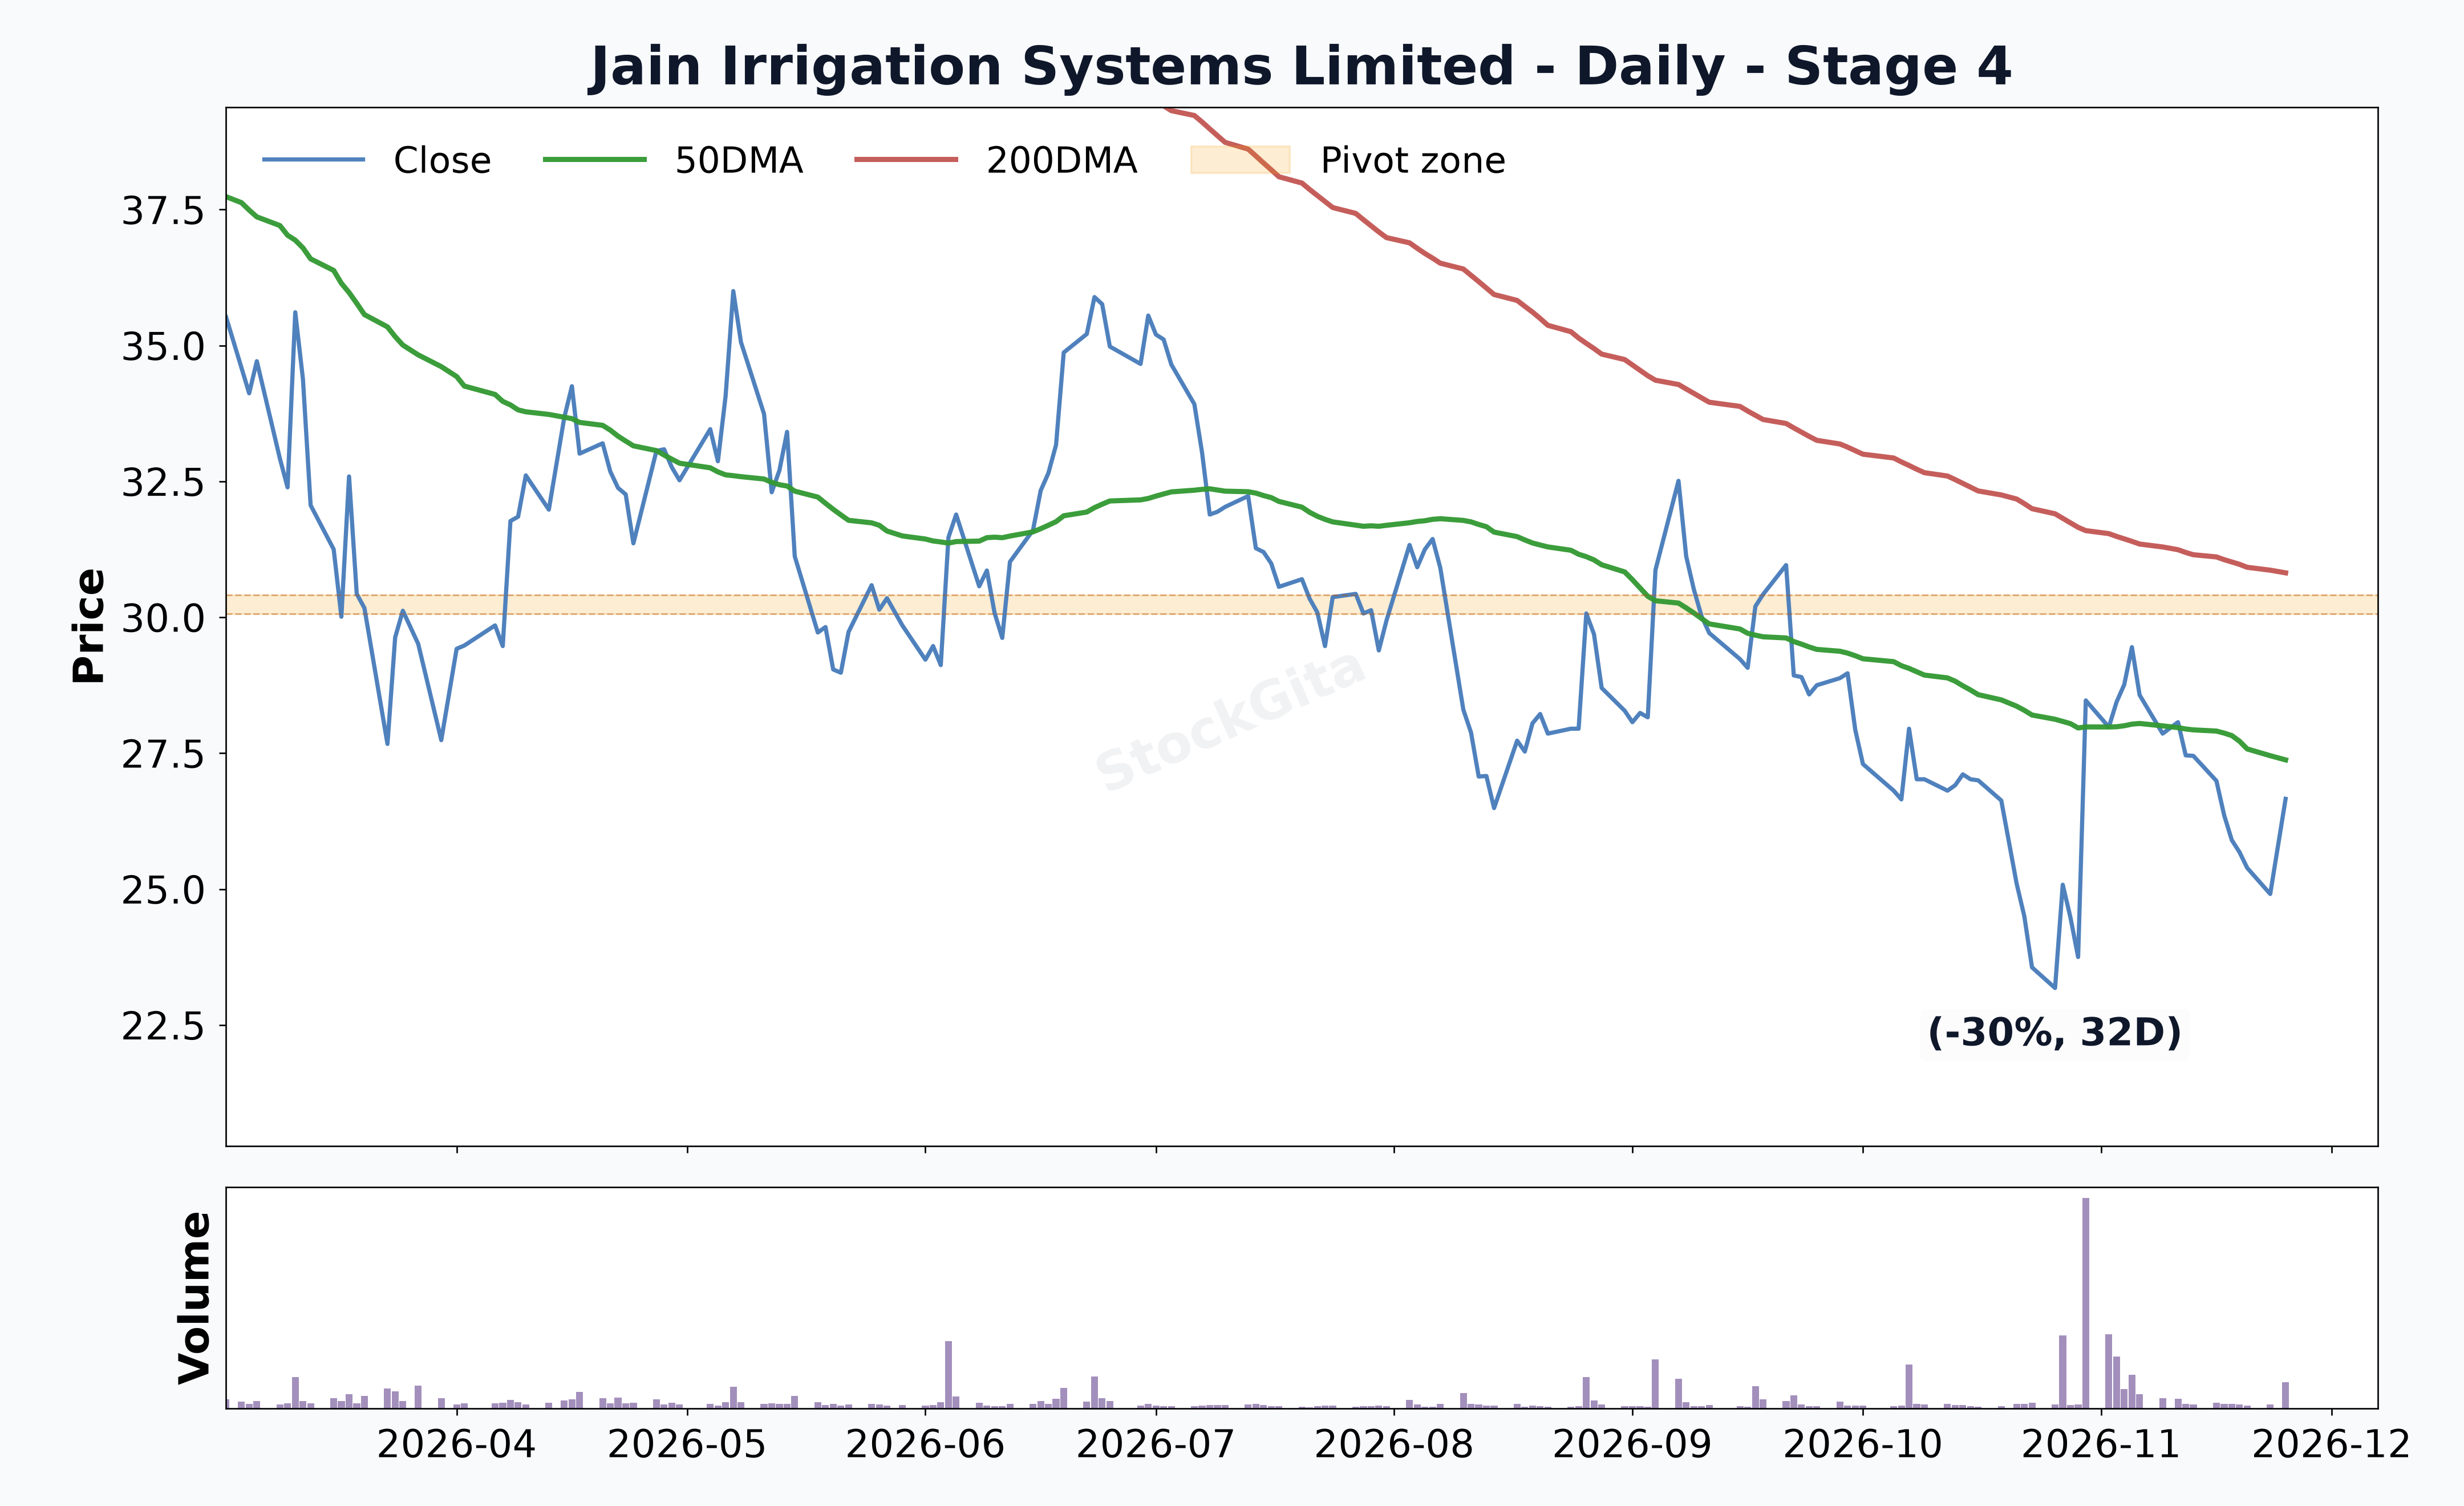 Jain Irrigation Systems Limited - Daily - Stage 4
Close
50DMA
200DMA
Pivot zone
37.5
35.0
32.5
30.0
27.5
25.0
22.5
Price
StockGita
(-30%, 32D)
Volume
2026-04
2026-05
2026-06
2026-07
2026-08
2026-09
2026-10
2026-11
2026-12